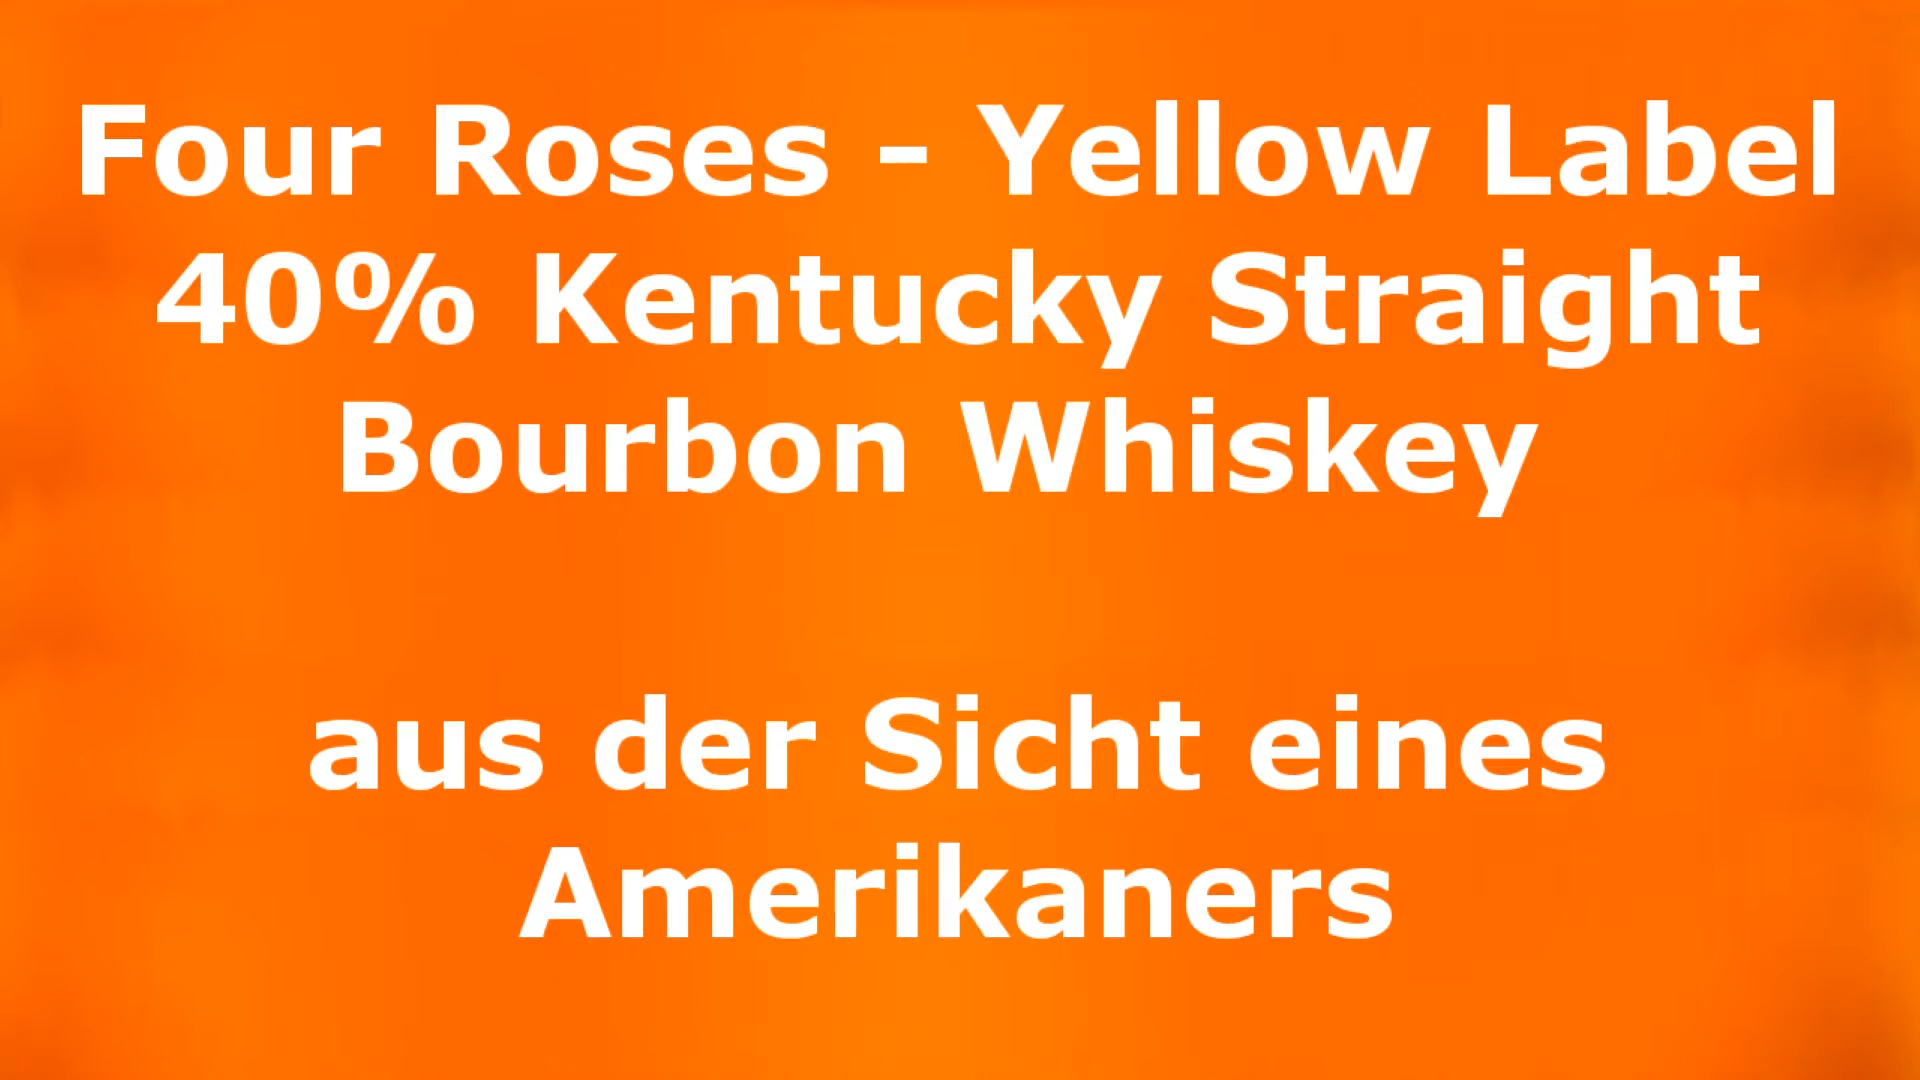 Four Roses - Yellow Label
40% Kentucky Straight
Bourbon Whiskey
aus der Sicht eines
Amerikaners